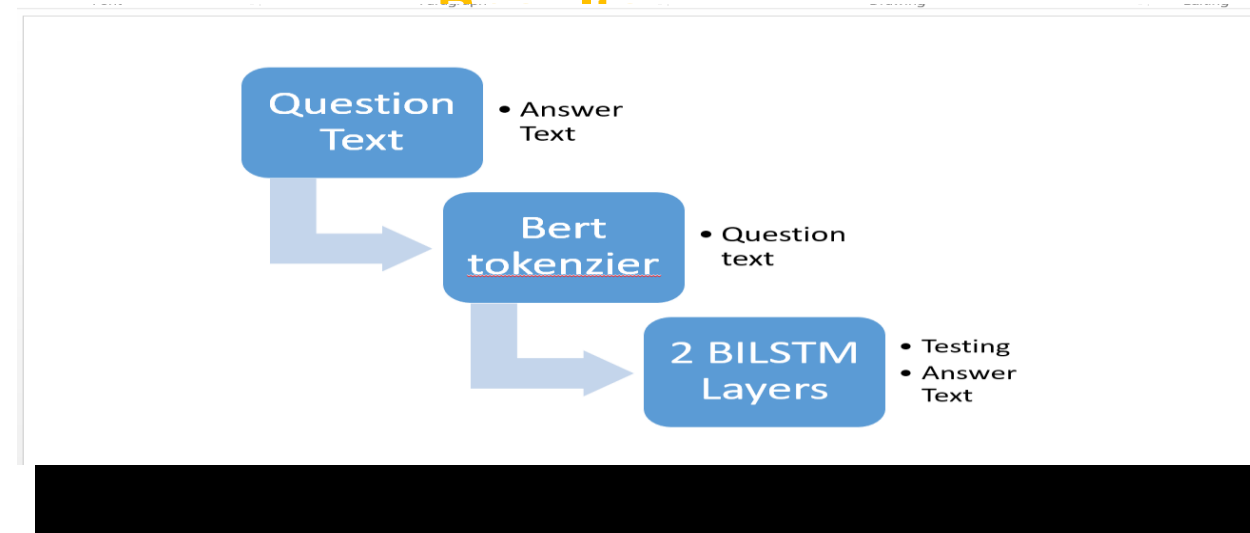 Question
Text
• Answer
Text
Bert
tokenzier
• Question
text
2 BILSTM
Layers
• Testing
• Answer
Text